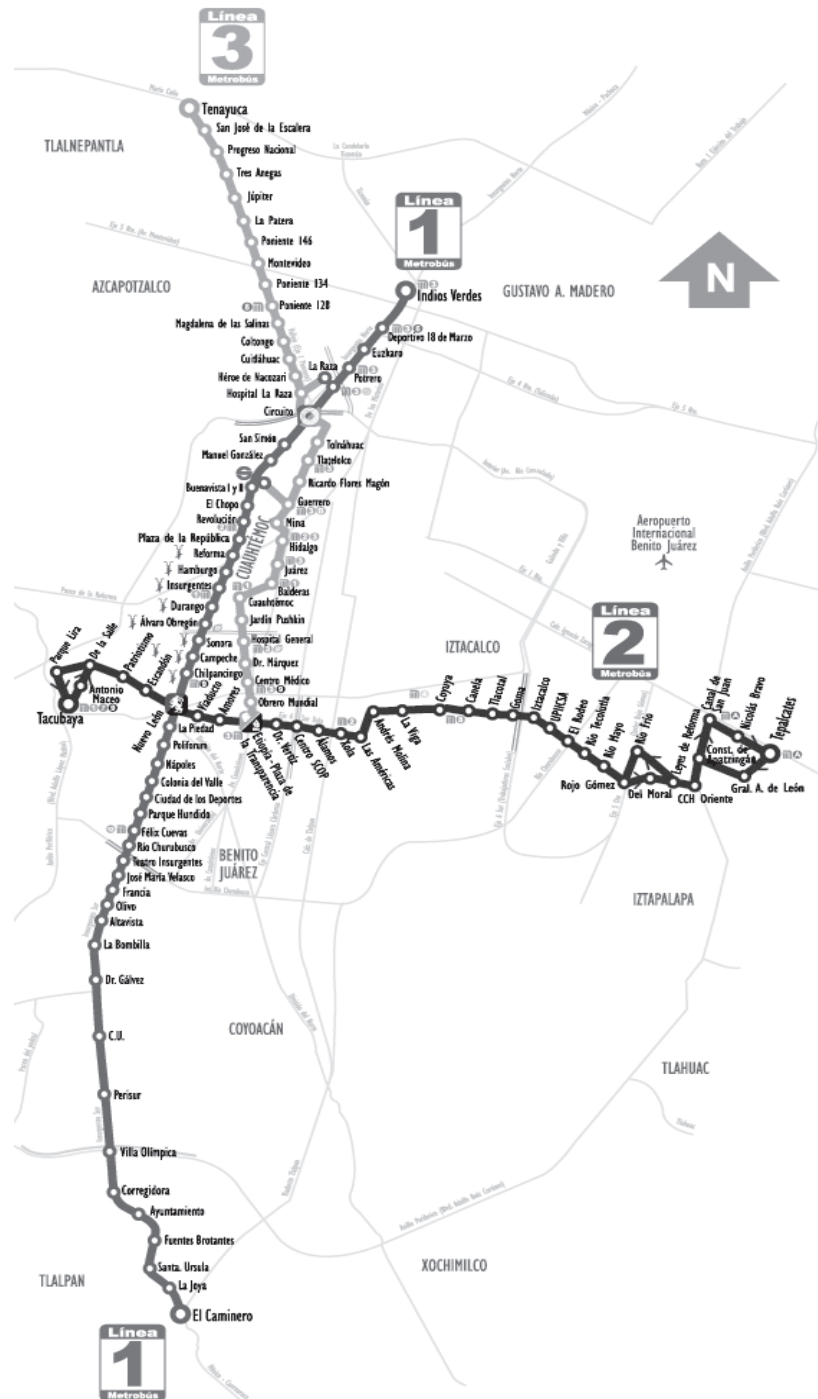 Línea
3
Metrobús
Tenayuca
San José de la Escalera
TLALNEPANTLA
Progreso Nacional
Tres Anegas
Júpiter
La Patera
Poniente 146
Montevideo
AZCAPOTZALCO
Poniente 134
Poniente 128
Magdalena de las Salinas
Coltongo
Cuitláhuac
Héroe de Nacozari
Hospital La Raza
Circuito
Línea
1
Metrobús
Indios Verdes
GUSTAVO A. MADERO
N
Deportivo 18 de Marzo
Euzkaro
Potrero
La Raza
San Simón
Manuel González
Buenavista I y II
El Chopo
Revolución
Plaza de la República
Reforma
Hamburgo
Insurgentes
Durango
Álvaro Obregón
Sonora
Campeche
Chilpancingo
CUAUHTÉMOC
Tolnáhuac
Tlatelolco
Ricardo Flores Magón
Guerrero
Mina
Hidalgo
Juárez
Balderas
Cuauhtémoc
Jardín Pushkin
Hospital General
Dr. Márquez
Centro Médico
Obrero Mundial
Aeropuerto
Internacional
Benito Juárez
Línea
2
Metrobús
IZTACALCO
Parque Lira
De la Salle
Patriotismo
Escandón
Antonio
Maceo
Tacubaya
Nuevo León
Viaducto
Amores
Etiopía - Plaza de
la Transparencia
Dr. Vértiz
Centro SCOP
Álamos
Xola
Las Américas
Andrés Molina
La Viga
Coyuya
Canela
Tlacotal
Goma
Iztacalco
UPIICSA
El Rodeo
Río Tecolutla
Río Mayo
Rojo Gómez
Río Frío
Del Moral
Leyes de Reforma
CCH Oriente
Canal de
San Juan
Const. de
Apatzingán
Nicolás Bravo
Gral. A. de León
Tepalcates
La Piedad
Poliforum
Nápoles
Colonia del Valle
Ciudad de los Deportes
Parque Hundido
Félix Cuevas
Río Churubusco
Teatro Insurgentes
José María Velasco
Francia
Olivo
Altavista
La Bombilla
Dr. Gálvez
C.U.
Perisur
Villa Olímpica
Corregidora
Ayuntamiento
Fuentes Brotantes
Santa. Ursula
La Joya
El Caminero
BENITO
JUÁREZ
IZTAPALAPA
COYOACÁN
TLAHUAC
XOCHIMILCO
TLALPAN
Línea
1
Metrobús